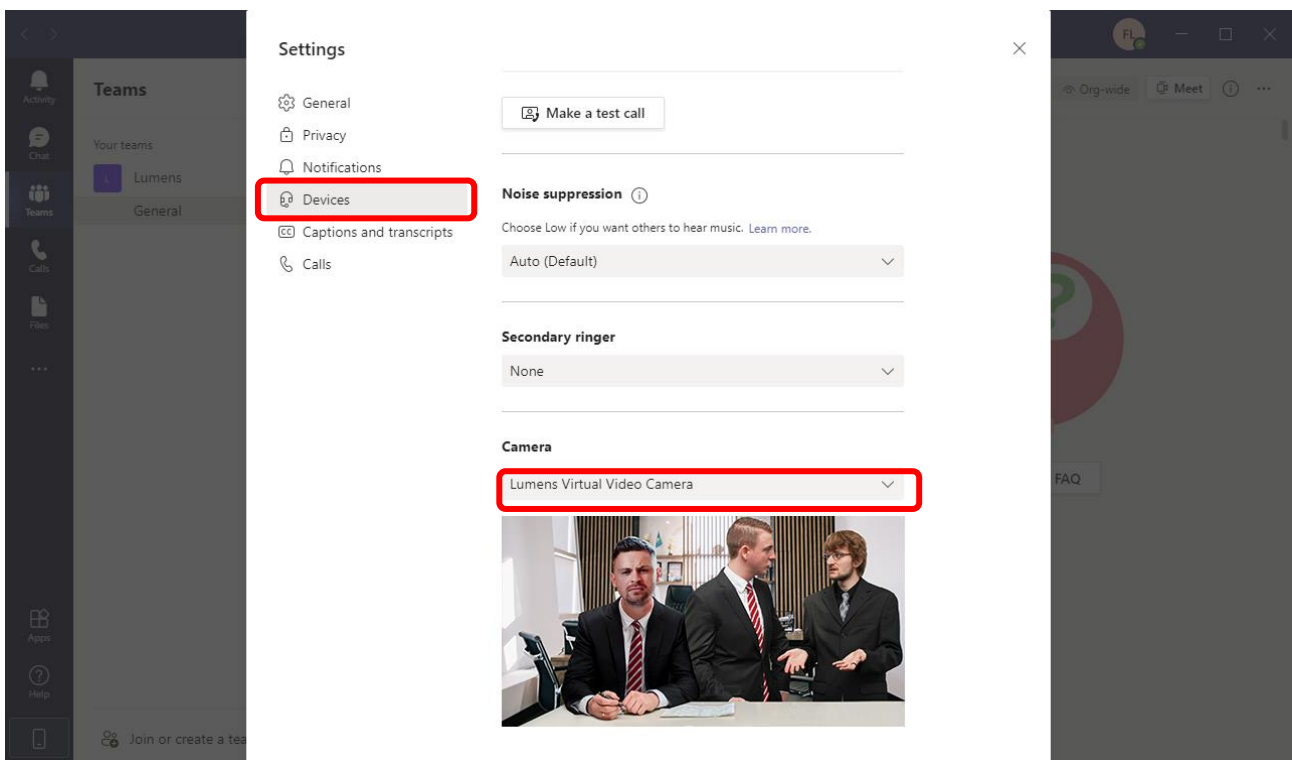 FL
Settings
Activity
Teams
General
Make a test call
Org-wide
Meet
Privacy
Chat
Your teams
Notifications
L
Lumens
Devices
Noise suppression
Teams
General
Captions and transcripts
Choose Low if you want others to hear music. Learn more.
Calls
Calls
Auto (Default)
Files
Secondary ringer
None
Camera
Lumens Virtual Video Camera
FAQ
Apps
Help
Join or create a tea